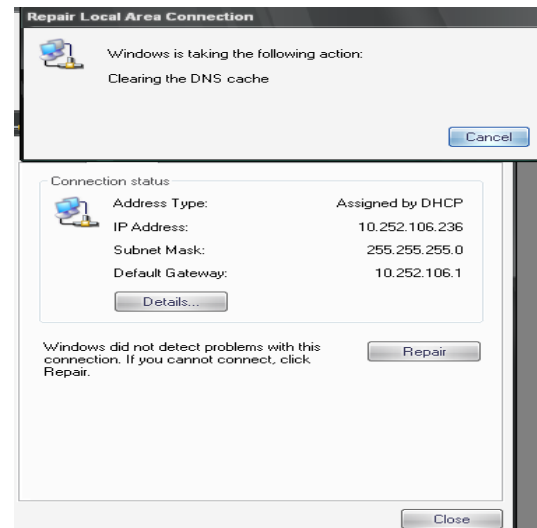 Repair Local Area Connection
Windows is taking the following action:
Clearing the DNS cache
Cancel
Connection status
Address Type: Assigned by DHCP
IP Address: 10.252.106.236
Subnet Mask: 255.255.255.0
Default Gateway: 10.252.106.1
Details...
Windows did not detect problems with this
connection. If you cannot connect, click
Repair.
Repair
Close